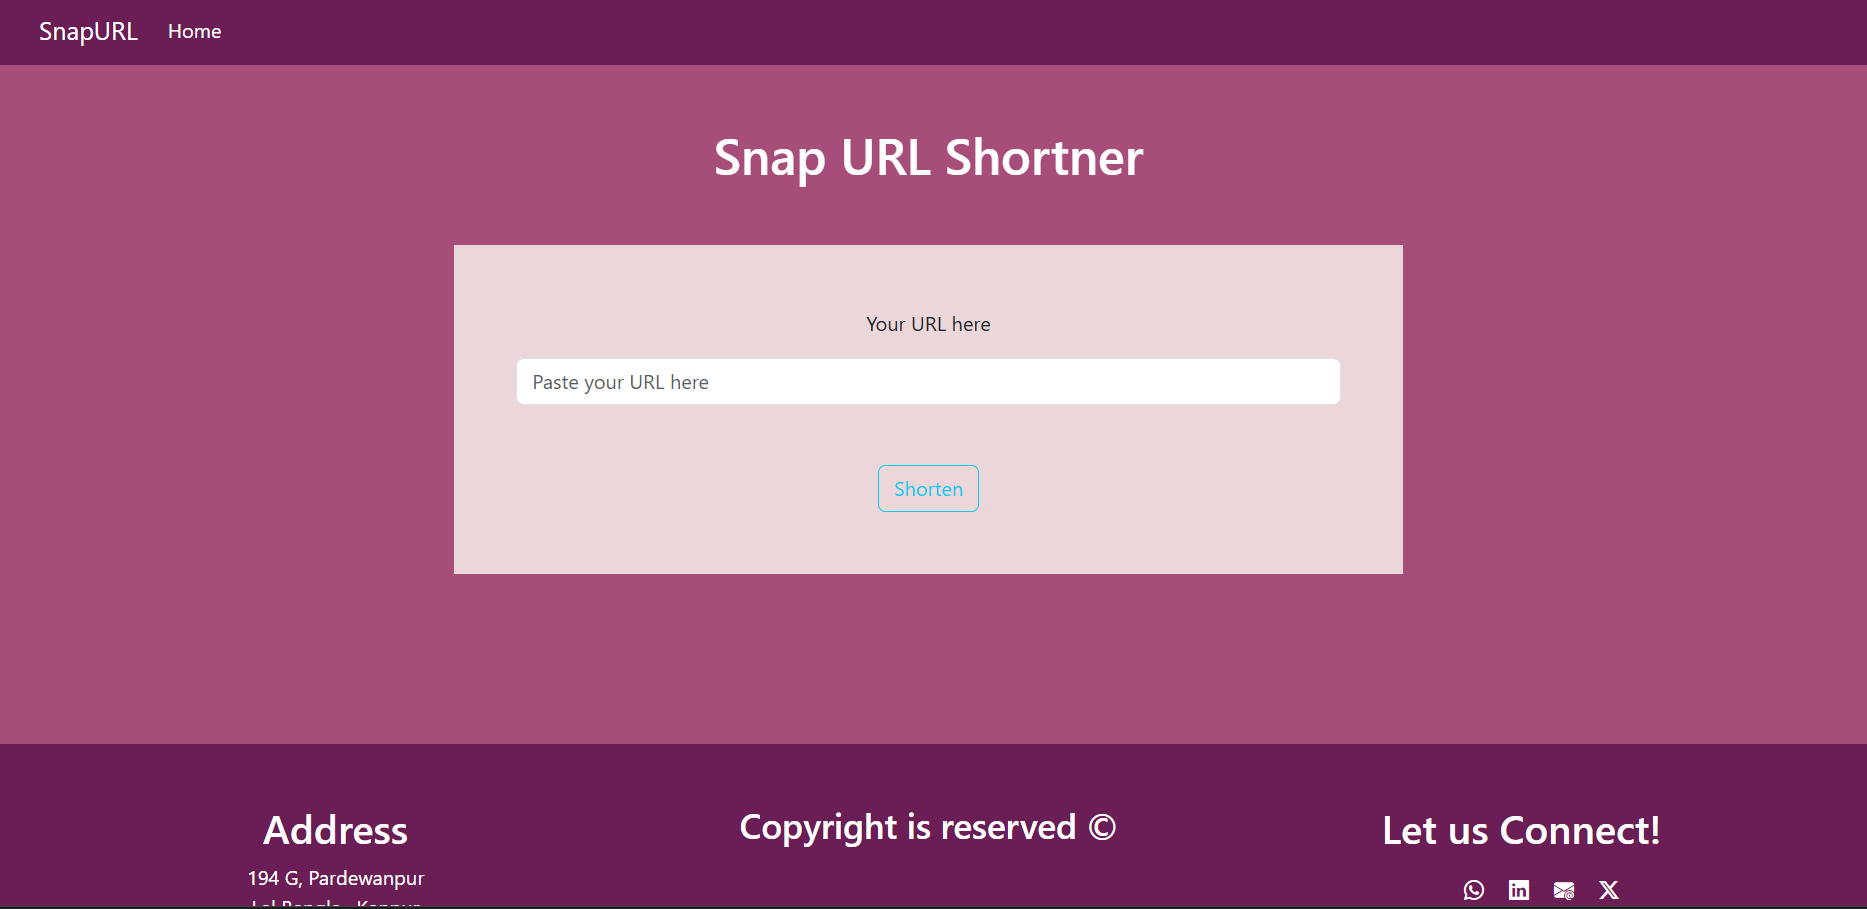 SnapURL Home
Snap URL Shortner
Your URL here
Paste your URL here
Shorten
Address
194 G, Pardewanpur
Copyright is reserved ©
Let us Connect!